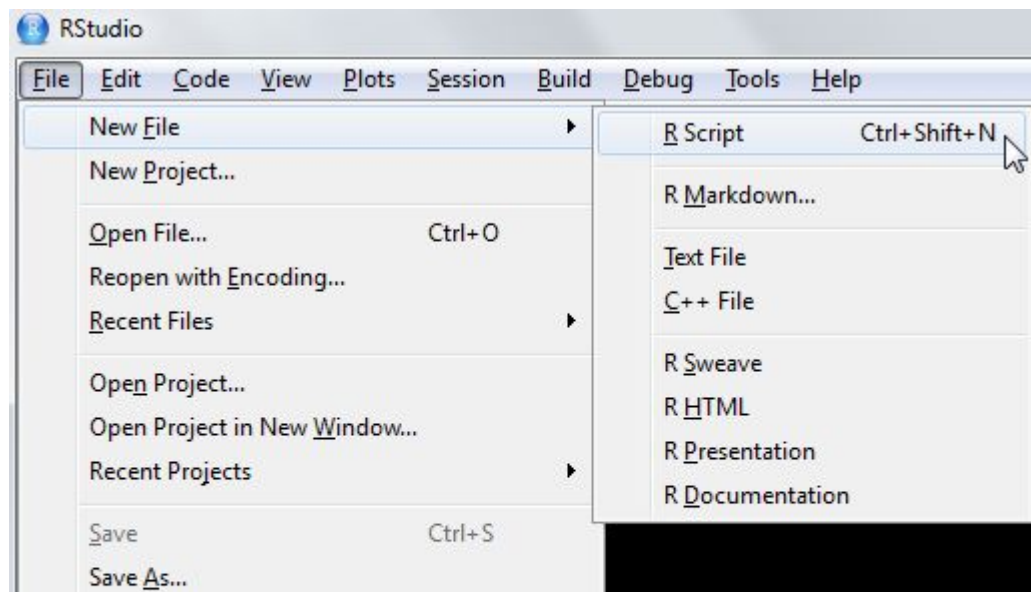 RStudio
File Edit Code View Plots Session Build Debug Tools Help
New File
New Project...
Open File... Ctrl+O
Reopen with Encoding...
Recent Files
Open Project...
Open Project in New Window...
Recent Projects
Save Ctrl+S
Save As...
R Script Ctrl+Shift+N
R Markdown...
Text File
C++ File
R Sweave
R HTML
R Presentation
R Documentation